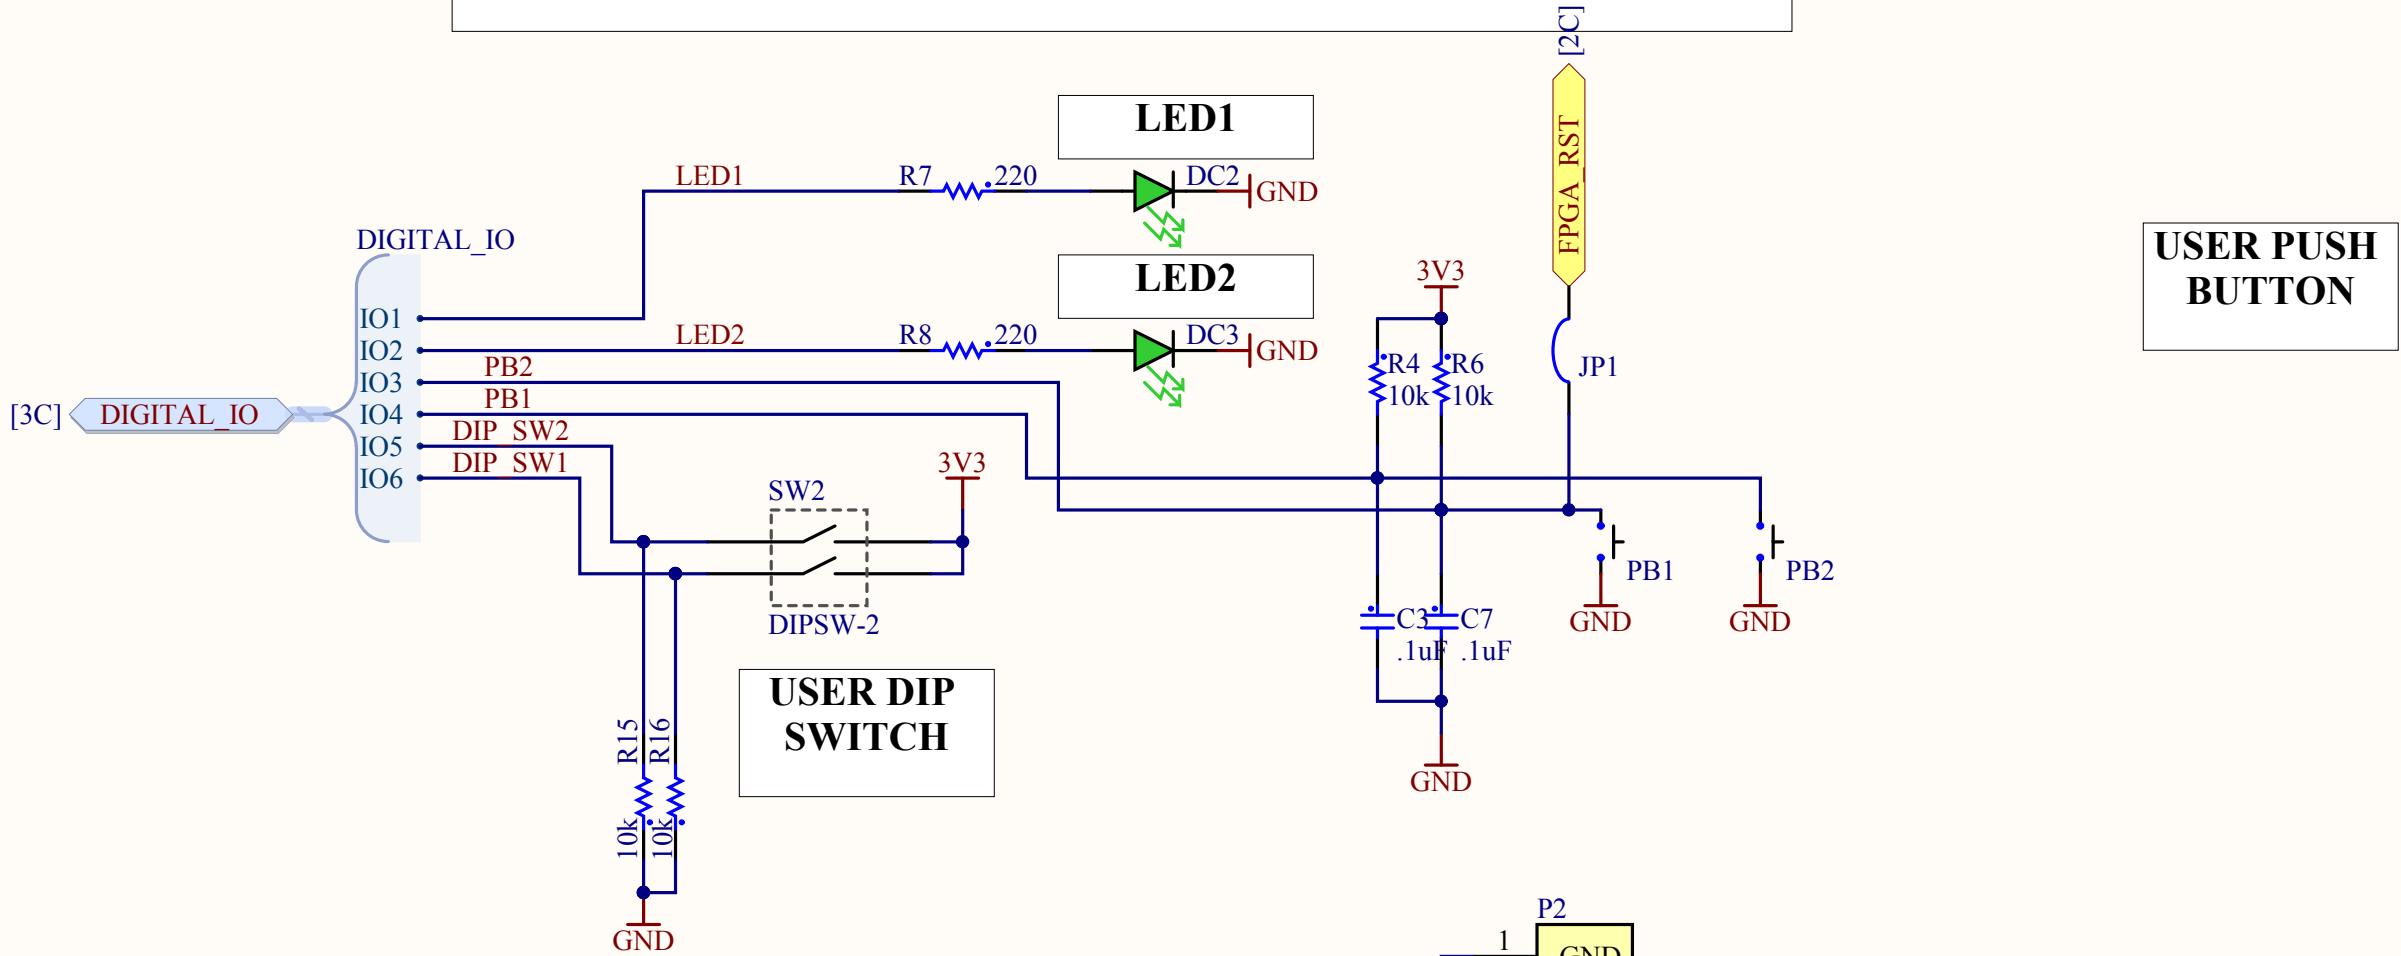 [2C]
FPGA_RST
LED1
LED1
R7
220
DC2
GND
USER PUSH
BUTTON
DIGITAL_IO
LED2
3V3
IO1
LED2
R8
220
DC3
GND
IO2
PB2
IO3
R4
10k
R6
10k
JP1
[3C]
DIGITAL_IO
PB1
IO4
DIP_SW2
IO5
DIP_SW1
IO6
3V3
SW2
DIPSW-2
PB1
GND
PB2
GND
C3
.1uF
C7
.1uF
USER DIP
SWITCH
R15
10k
R16
10k
GND
GND
P2
1
GND